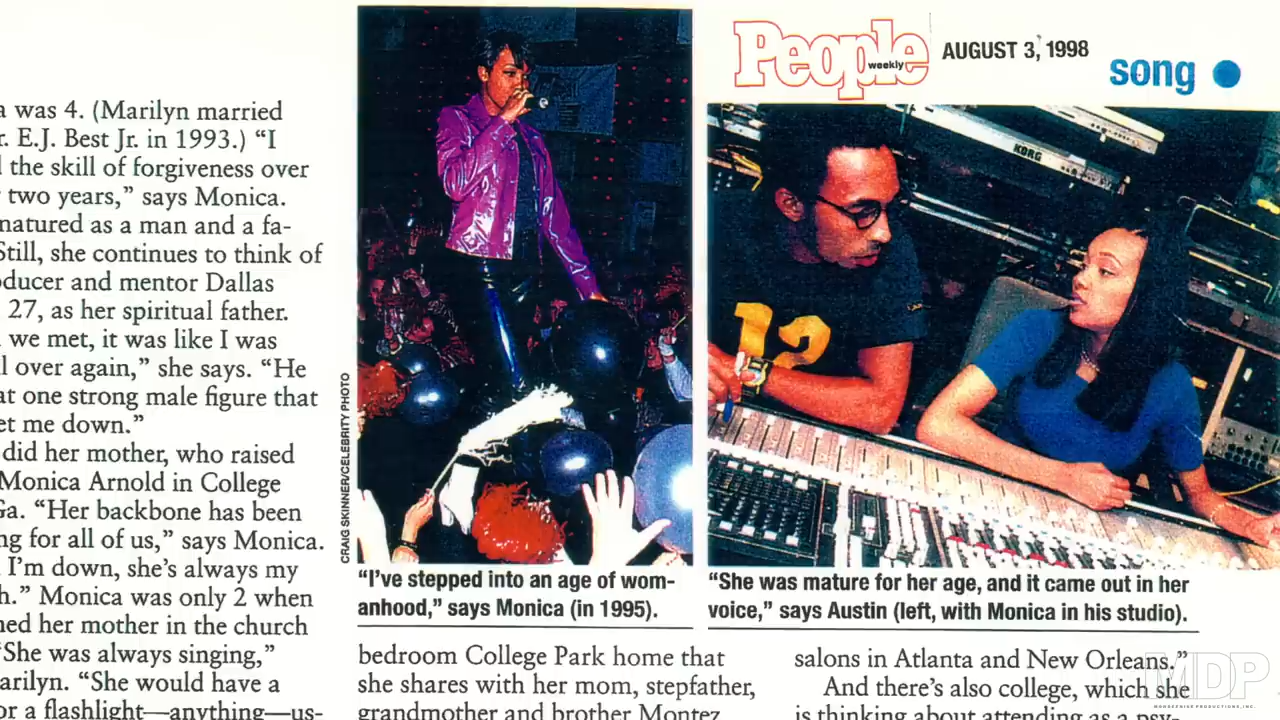 People
weekly
AUGUST 3, 1998
song
a was 4. (Marilyn married
r. E.J. Best Jr. in 1993.) “I
the skill of forgiveness over
two years,” says Monica.
natured as a man and a fa-
Still, she continues to think of
oducer and mentor Dallas
27, as her spiritual father.
we met, it was like I was
l over again,” she says. “He
at one strong male figure that
et me down.”
did her mother, who raised
Monica Arnold in College
Ga. “Her backbone has been
ng for all of us,” says Monica.
I’m down, she’s always my
h.” Monica was only 2 when
ned her mother in the church
“She was always singing,”
arilyn. “She would have a
or a flashlight—anything—us-
CRAIG SKINNER/CELEBRITY PHOTO
“I’ve stepped into an age of wom-
anhood,” says Monica (in 1995).
bedroom College Park home that
she shares with her mom, stepfather,
grandmother and brother Montez
KORG
12
“She was mature for her age, and it came out in her
voice,” says Austin (left, with Monica in his studio).
salons in Atlanta and New Orleans.”
And there’s also college, which she
is thinking about attending as a psy-
MDP
MONSEENISE PRODUCTIONS, INC.